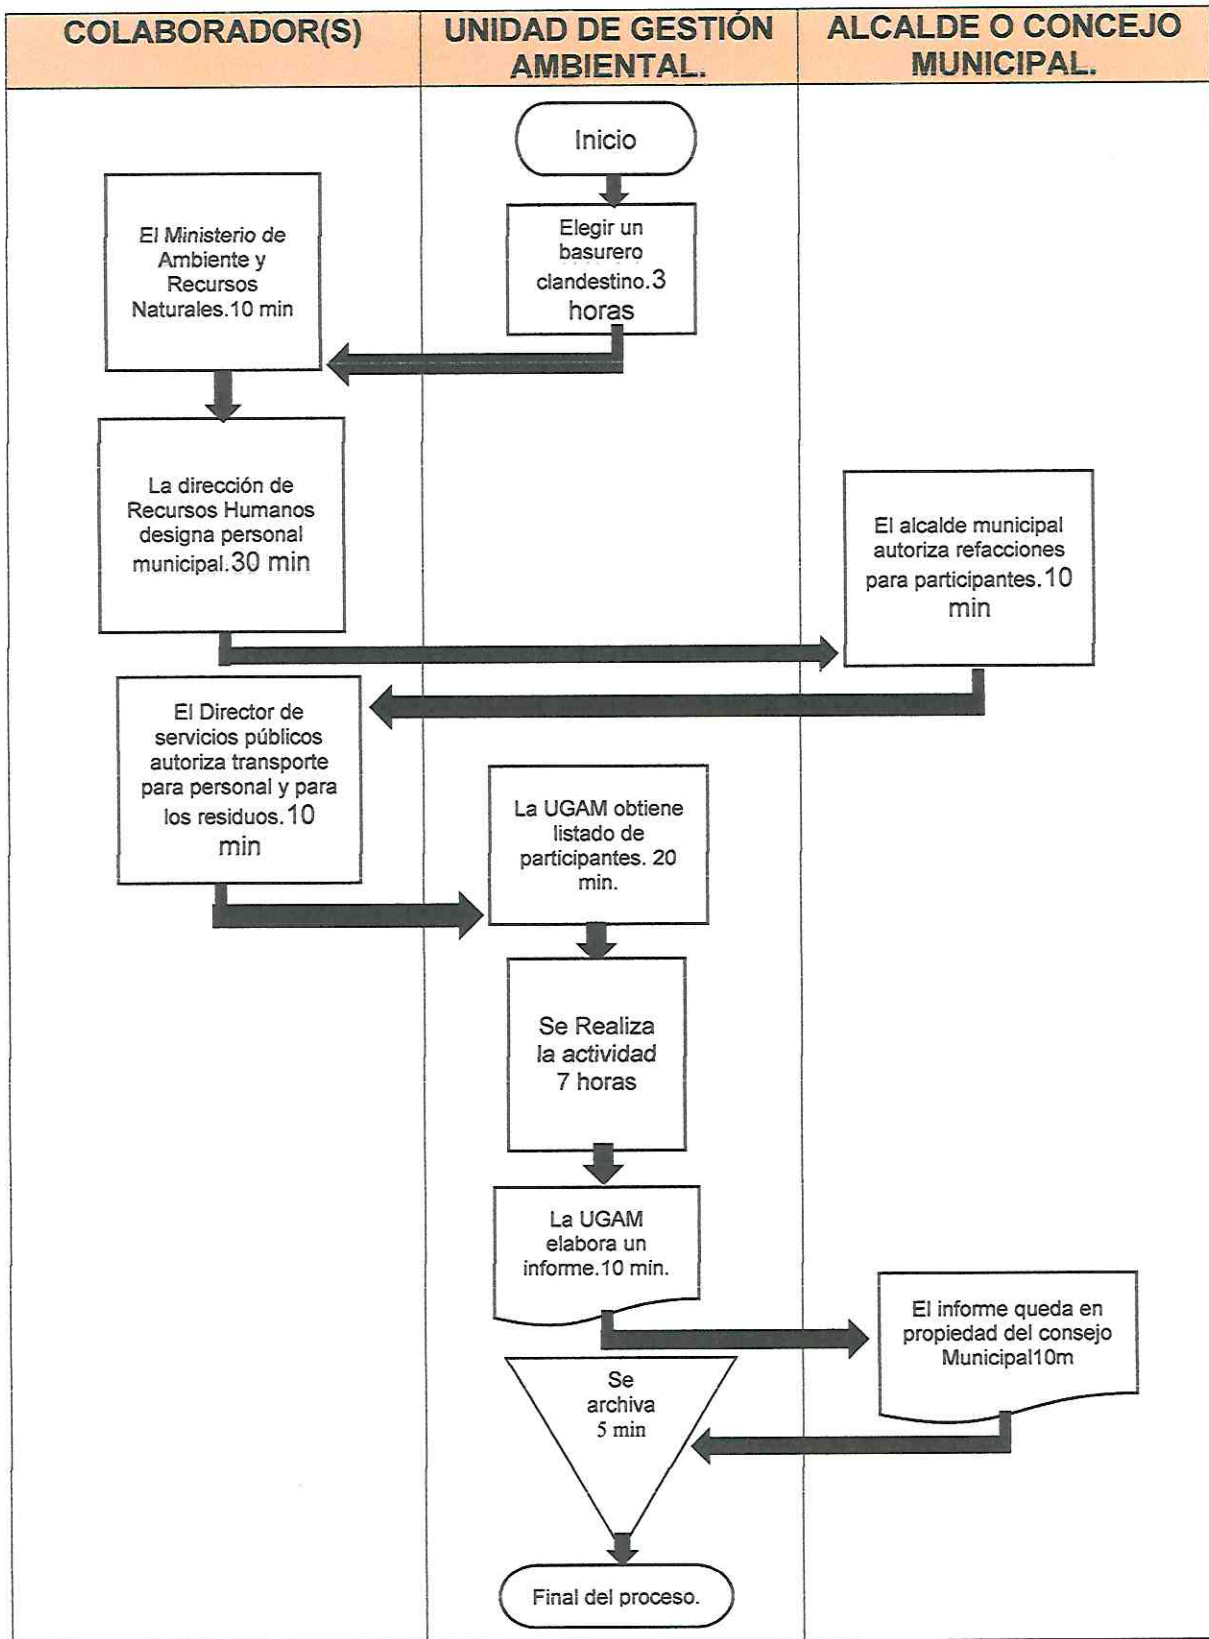 COLABORADOR(S)
UNIDAD DE GESTIÓN
AMBIENTAL.
ALCALDE O CONCEJO
MUNICIPAL.
Inicio
Elegir un
basurero
clandestino.3
horas
El Ministerio de
Ambiente y
Recursos
Naturales.10 min
La dirección de
Recursos Humanos
designa personal
municipal.30 min
El alcalde municipal
autoriza refacciones
para participantes.10
min
El Director de
servicios públicos
autoriza transporte
para personal y para
los residuos.10
min
La UGAM obtiene
listado de
participantes. 20
min.
Se Realiza
la actividad
7 horas
La UGAM
elabora un
informe.10 min.
El informe queda en
propiedad del consejo
Municipal10m
Se
archiva
5 min
Final del proceso.